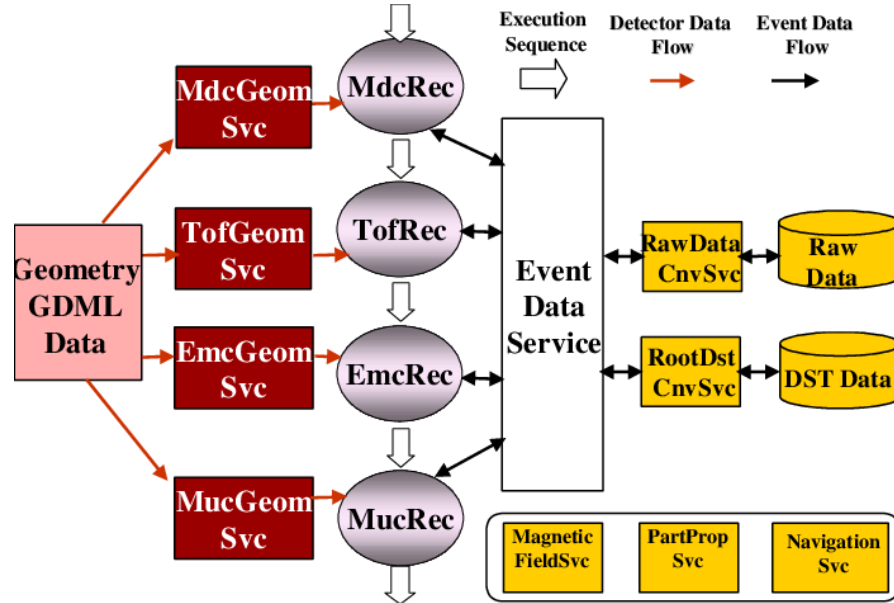 Execution
Sequence
Detector Data
Flow
Event Data
Flow
MdcGeom
Svc
MdcRec
TofGeom
Svc
TofRec
Geometry
GDML
Data
EmcGeom
Svc
EmcRec
MucGeom
Svc
MucRec
Event
Data
Service
RawData
CnvSvc
Raw
Data
RootDst
CnvSvc
DST Data
Magnetic
FieldSvc
PartProp
Svc
Navigation
Svc